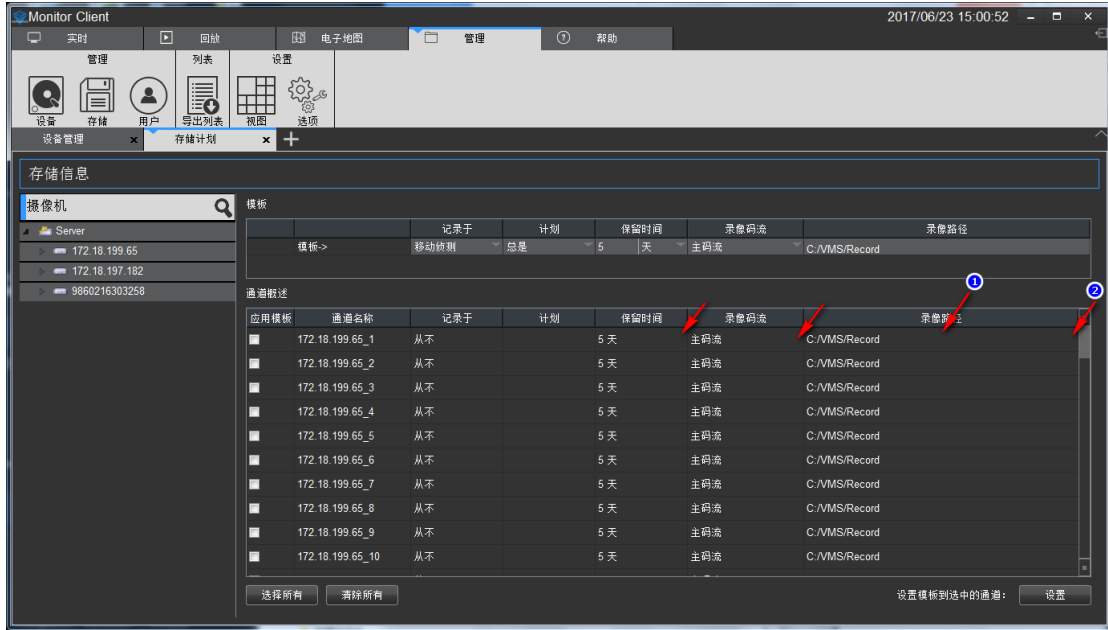 Monitor Client 2017/06/23 15:00:52
实时 回放 电子地图 管理 帮助
管理 列表 设置
设备 存储 用户 导出列表 视图 选项
设备管理 x 存储计划 x +
存储信息
摄像机
Server
172.18.199.65
172.18.197.182
9860216303258
模板
记录于 计划 保留时间 录像码流 录像路径
模板-> 移动侦测 总是 5 天 主码流 C:/VMS/Record
1 2
通道概述
应用模板 通道名称 记录于 计划 保留时间 录像码流 录像路径
172.18.199.65_1 从不 5 天 主码流 C:/VMS/Record
172.18.199.65_2 从不 5 天 主码流 C:/VMS/Record
172.18.199.65_3 从不 5 天 主码流 C:/VMS/Record
172.18.199.65_4 从不 5 天 主码流 C:/VMS/Record
172.18.199.65_5 从不 5 天 主码流 C:/VMS/Record
172.18.199.65_6 从不 5 天 主码流 C:/VMS/Record
172.18.199.65_7 从不 5 天 主码流 C:/VMS/Record
172.18.199.65_8 从不 5 天 主码流 C:/VMS/Record
172.18.199.65_9 从不 5 天 主码流 C:/VMS/Record
172.18.199.65_10 从不 5 天 主码流 C:/VMS/Record
选择所有 清除所有 设置模板到选中的通道: 设置